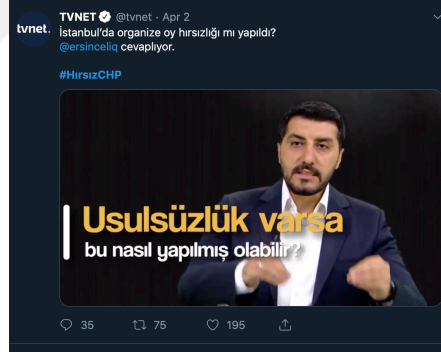 tvnet.
TVNET @tvnet · Apr 2
İstanbul'da organize oy hırsızlığı mı yapıldı?
@ersinceliq cevaplıyor.
#HırsızCHP
Usulsüzlük varsa
bu nasıl yapılmış olabilir?
35 75 195